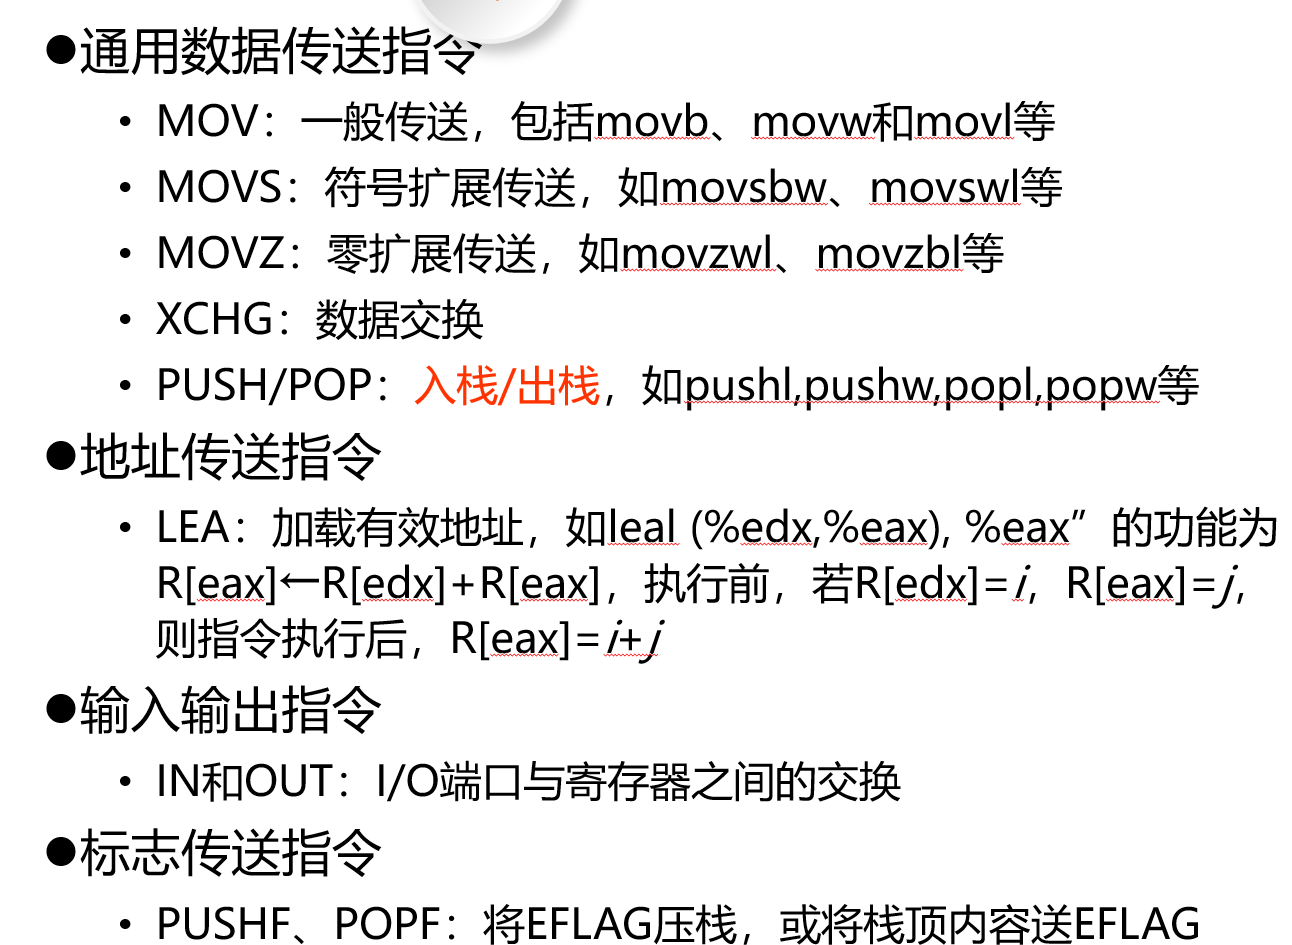 ●通用数据传送指令
• MOV：一般传送，包括movb、movw和movl等
• MOVS：符号扩展传送，如movsbw、movswl等
• MOVZ：零扩展传送，如movzwl、movzbl等
• XCHG：数据交换
• PUSH/POP：入栈/出栈，如pushl,pushw,popl,popw等
●地址传送指令
• LEA：加载有效地址，如leal (%edx,%eax), %eax”的功能为
R[eax]←R[edx]+R[eax]，执行前，若R[edx]=i，R[eax]=j，
则指令执行后，R[eax]=i+j
●输入输出指令
• IN和OUT：I/O端口与寄存器之间的交换
●标志传送指令
• PUSHF、POPF：将EFLAG压栈，或将栈顶内容送EFLAG